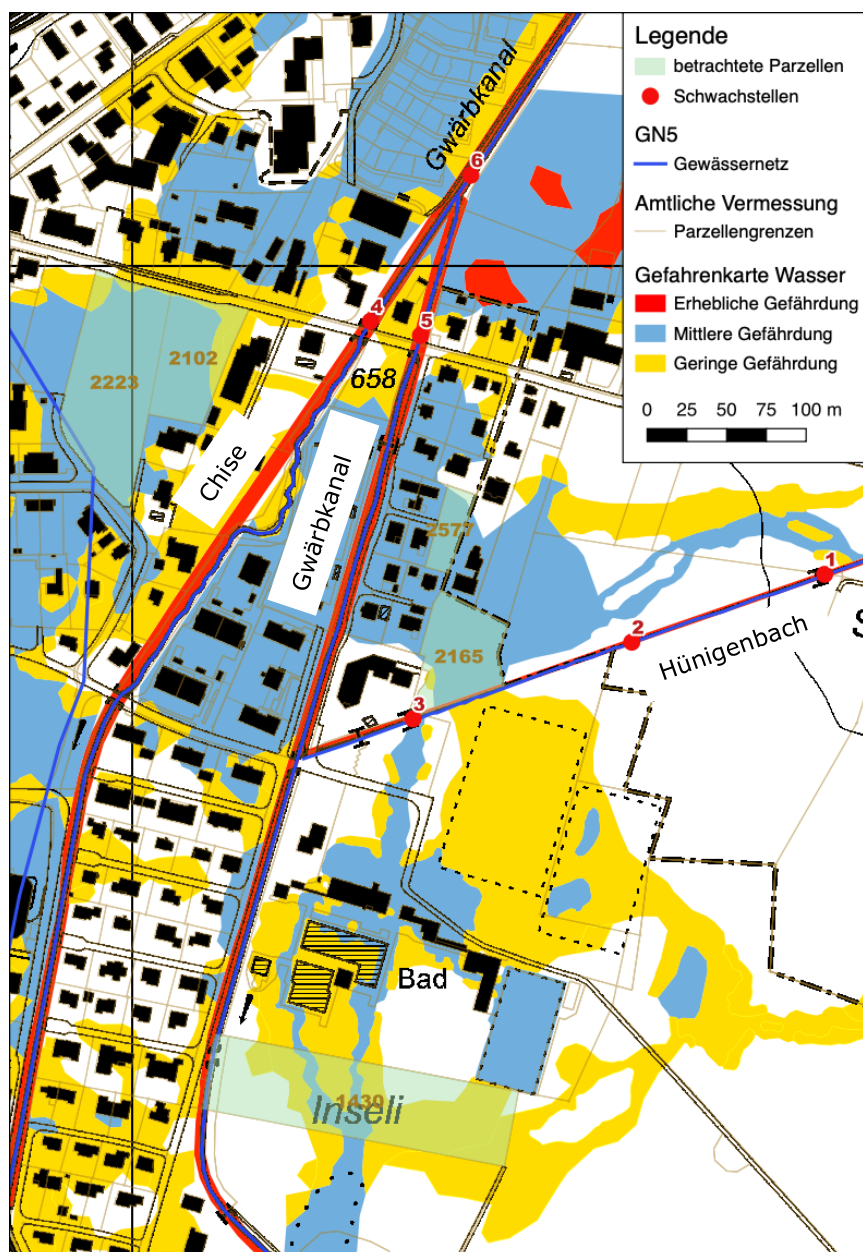 Legende
betrachtete Parzellen
Schwachstellen
GN5
Gewässernetz
Amtliche Vermessung
Parzellengrenzen
Gefahrenkarte Wasser
Erhebliche Gefährdung
Mittlere Gefährdung
Geringe Gefährdung
0 25 50 75 100 m
Gwärbkanal
6
4
5
2102
2223
658
Chise
Gwärbkanal
2577
1
2
S
Hünigenbach
2165
3
Bad
1439
Inseli